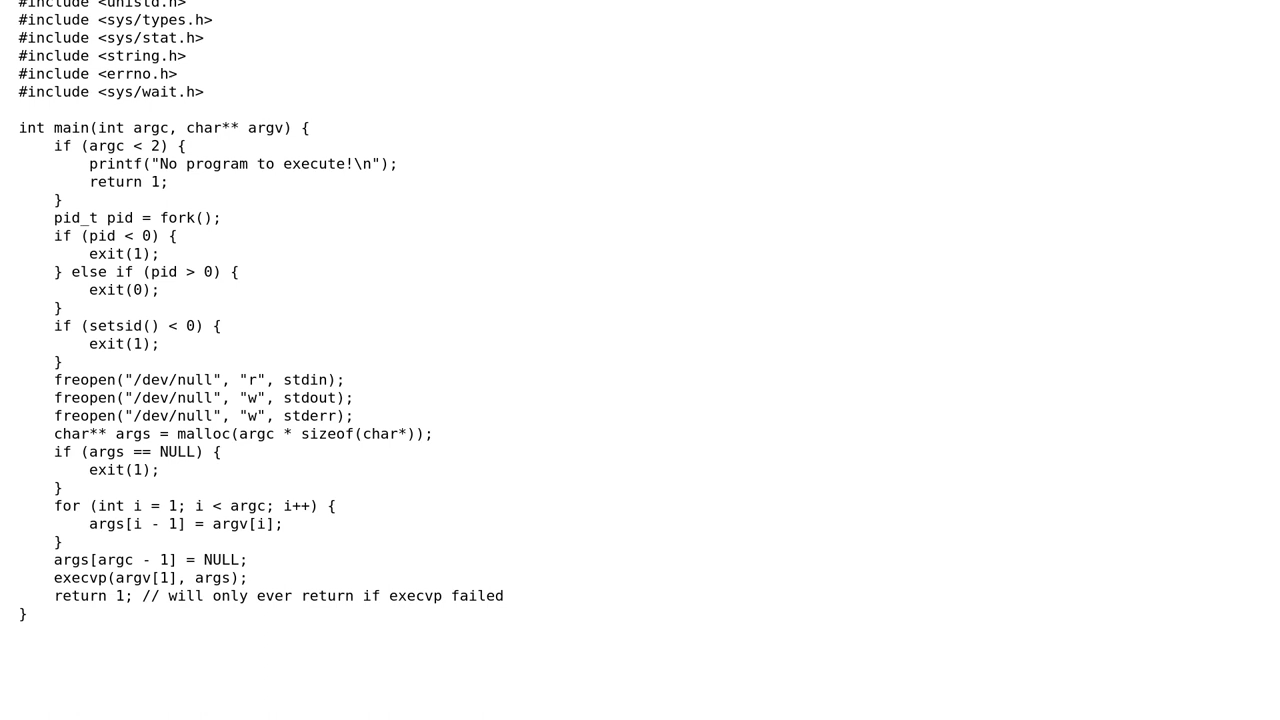 #include <unistd.h>
#include <sys/types.h>
#include <sys/stat.h>
#include <string.h>
#include <errno.h>
#include <sys/wait.h>

int main(int argc, char** argv) {
    if (argc < 2) {
        printf("No program to execute!\n");
        return 1;
    }
    pid_t pid = fork();
    if (pid < 0) {
        exit(1);
    } else if (pid > 0) {
        exit(0);
    }
    if (setsid() < 0) {
        exit(1);
    }
    freopen("/dev/null", "r", stdin);
    freopen("/dev/null", "w", stdout);
    freopen("/dev/null", "w", stderr);
    char** args = malloc(argc * sizeof(char*));
    if (args == NULL) {
        exit(1);
    }
    for (int i = 1; i < argc; i++) {
        args[i - 1] = argv[i];
    }
    args[argc - 1] = NULL;
    execvp(argv[1], args);
    return 1; // will only ever return if execvp failed
}